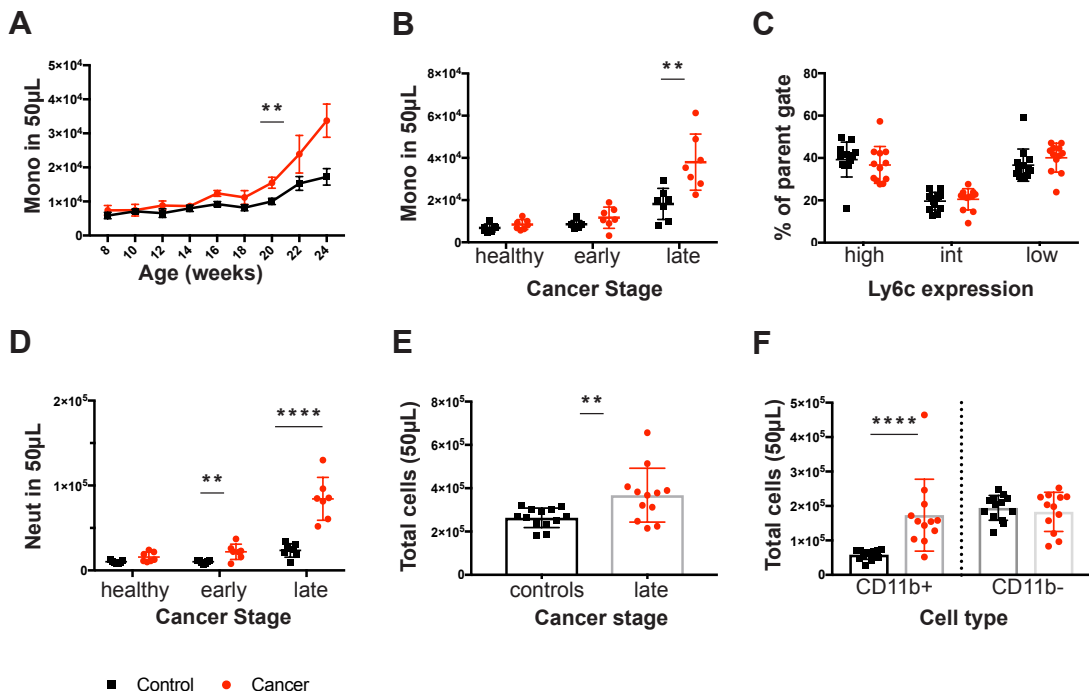 A
Mono in 50µL
5×10⁴
4×10⁴
3×10⁴
2×10⁴
1×10⁴
0
**
8 10 12 14 16 18 20 22 24
Age (weeks)
B
Mono in 50µL
8×10⁴
6×10⁴
4×10⁴
2×10⁴
0
**
healthy early late
Cancer Stage
C
% of parent gate
80
60
40
20
0
high int low
Ly6c expression
D
Neut in 50µL
2×10⁵
1×10⁵
0
**
****
healthy early late
Cancer Stage
E
Total cells (50µL)
8×10⁵
6×10⁵
4×10⁵
2×10⁵
0
**
controls late
Cancer stage
F
Total cells (50µL)
5×10⁵
4×10⁵
3×10⁵
2×10⁵
1×10⁵
0
****
CD11b+ CD11b-
Cell type
Control Cancer